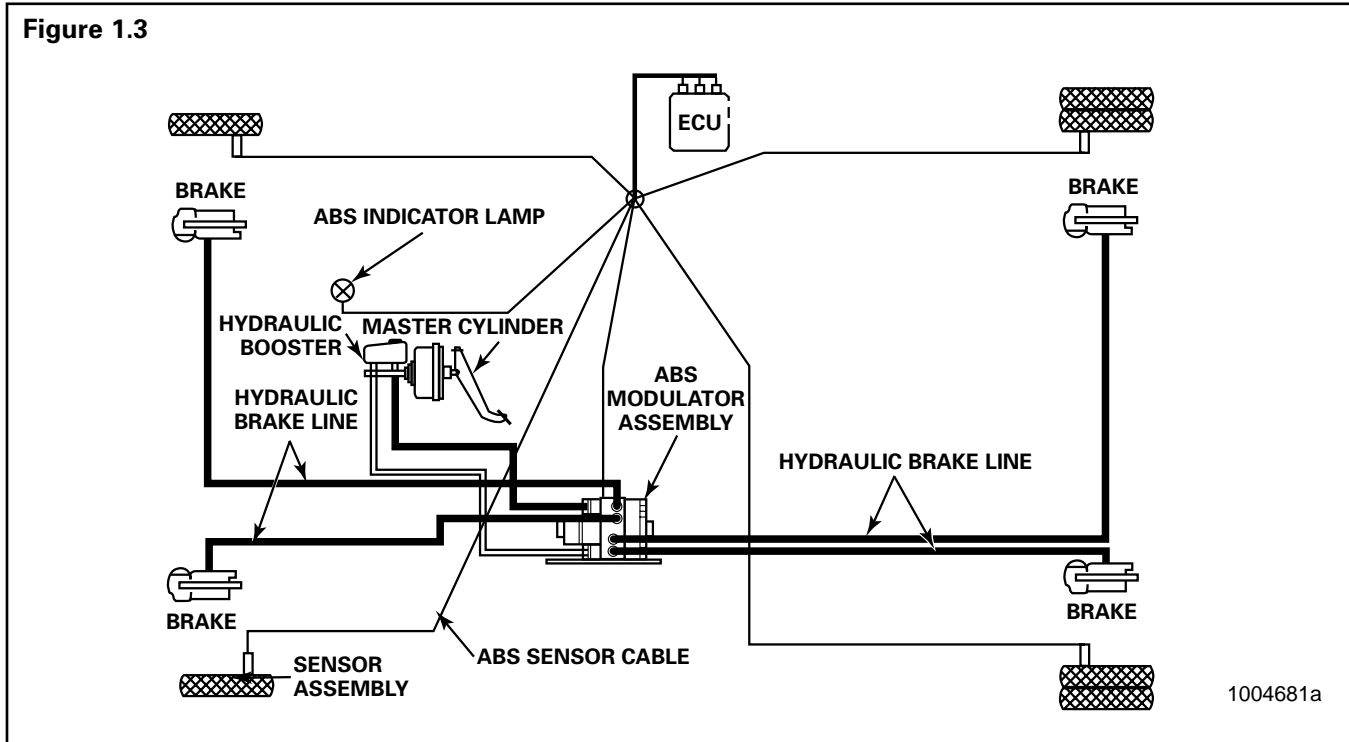 Figure 1.3
ECU
BRAKE
BRAKE
ABS INDICATOR LAMP
HYDRAULIC
BOOSTER
MASTER CYLINDER
ABS
MODULATOR
ASSEMBLY
HYDRAULIC
BRAKE LINE
HYDRAULIC BRAKE LINE
BRAKE
BRAKE
ABS SENSOR CABLE
SENSOR
ASSEMBLY
1004681a